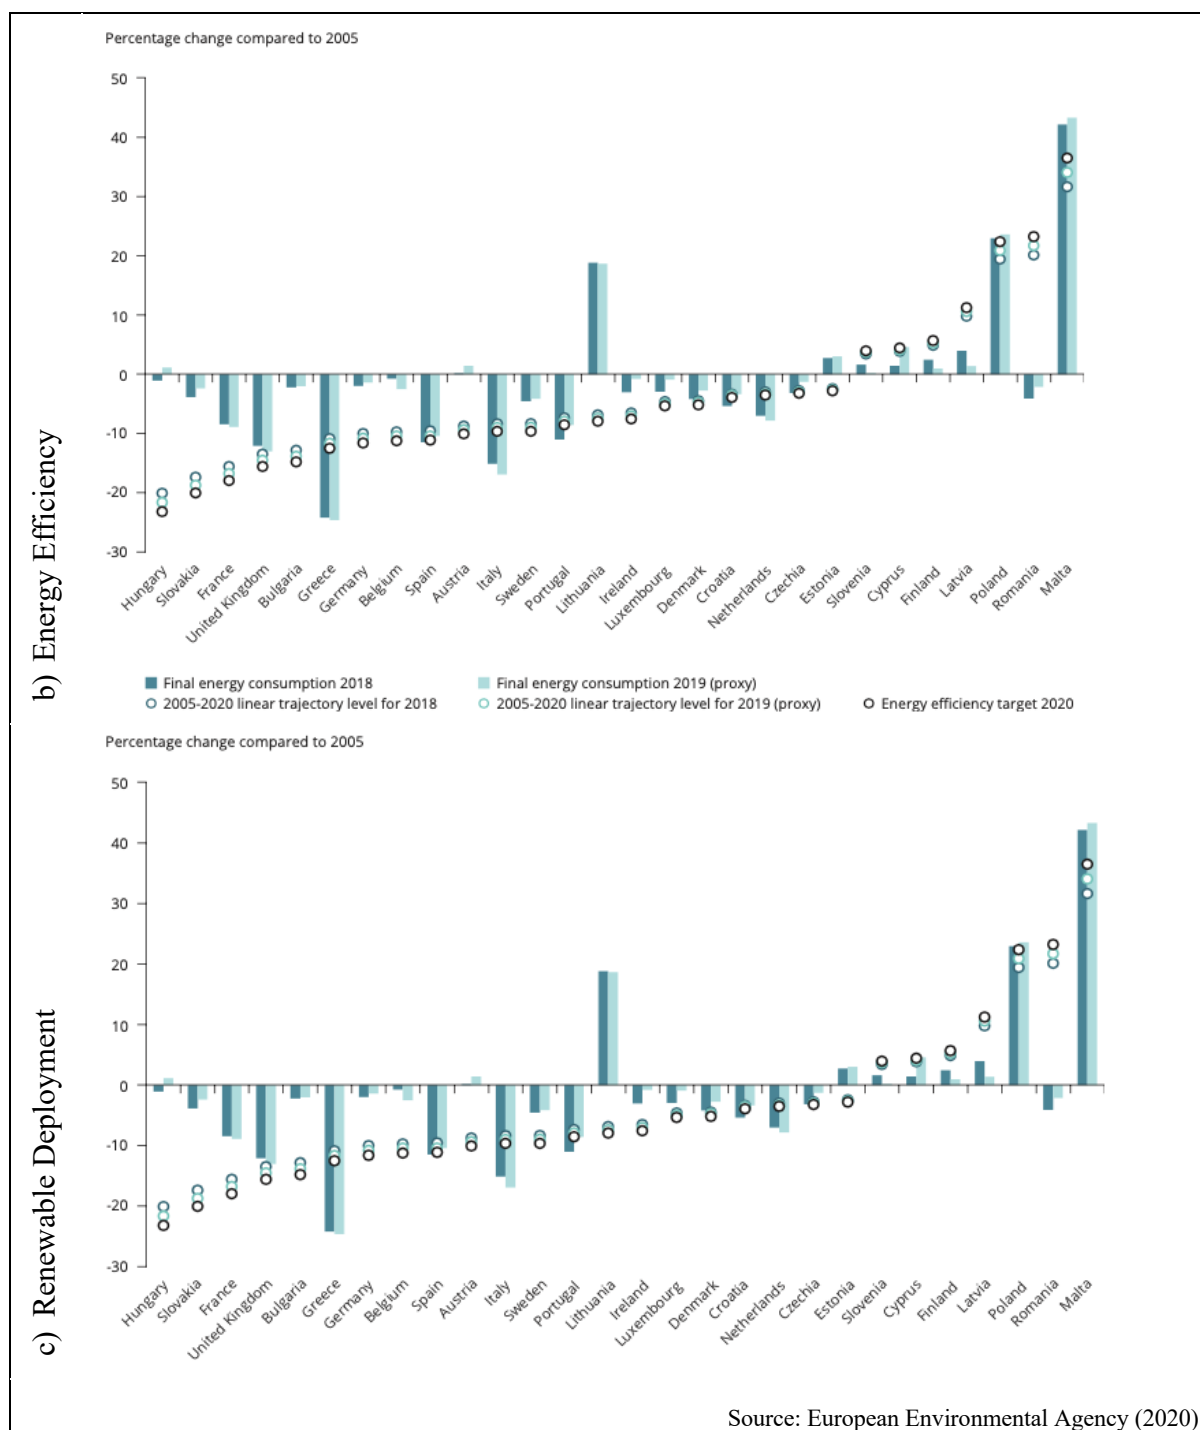 Percentage change compared to 2005
50
40
30
20
10
0
-10
-20
-30
Hungary
Slovakia
France
United Kingdom
Bulgaria
Greece
Germany
Belgium
Spain
Austria
Italy
Sweden
Portugal
Lithuania
Ireland
Luxembourg
Denmark
Croatia
Netherlands
Czechia
Estonia
Slovenia
Cyprus
Finland
Latvia
Poland
Romania
Malta
b) Energy Efficiency
Final energy consumption 2018
Final energy consumption 2019 (proxy)
2005-2020 linear trajectory level for 2018
2005-2020 linear trajectory level for 2019 (proxy)
Energy efficiency target 2020
Percentage change compared to 2005
50
40
30
20
10
0
-10
-20
-30
Hungary
Slovakia
France
United Kingdom
Bulgaria
Greece
Germany
Belgium
Spain
Austria
Italy
Sweden
Portugal
Lithuania
Ireland
Luxembourg
Denmark
Croatia
Netherlands
Czechia
Estonia
Slovenia
Cyprus
Finland
Latvia
Poland
Romania
Malta
c) Renewable Deployment
Source: European Environmental Agency (2020)